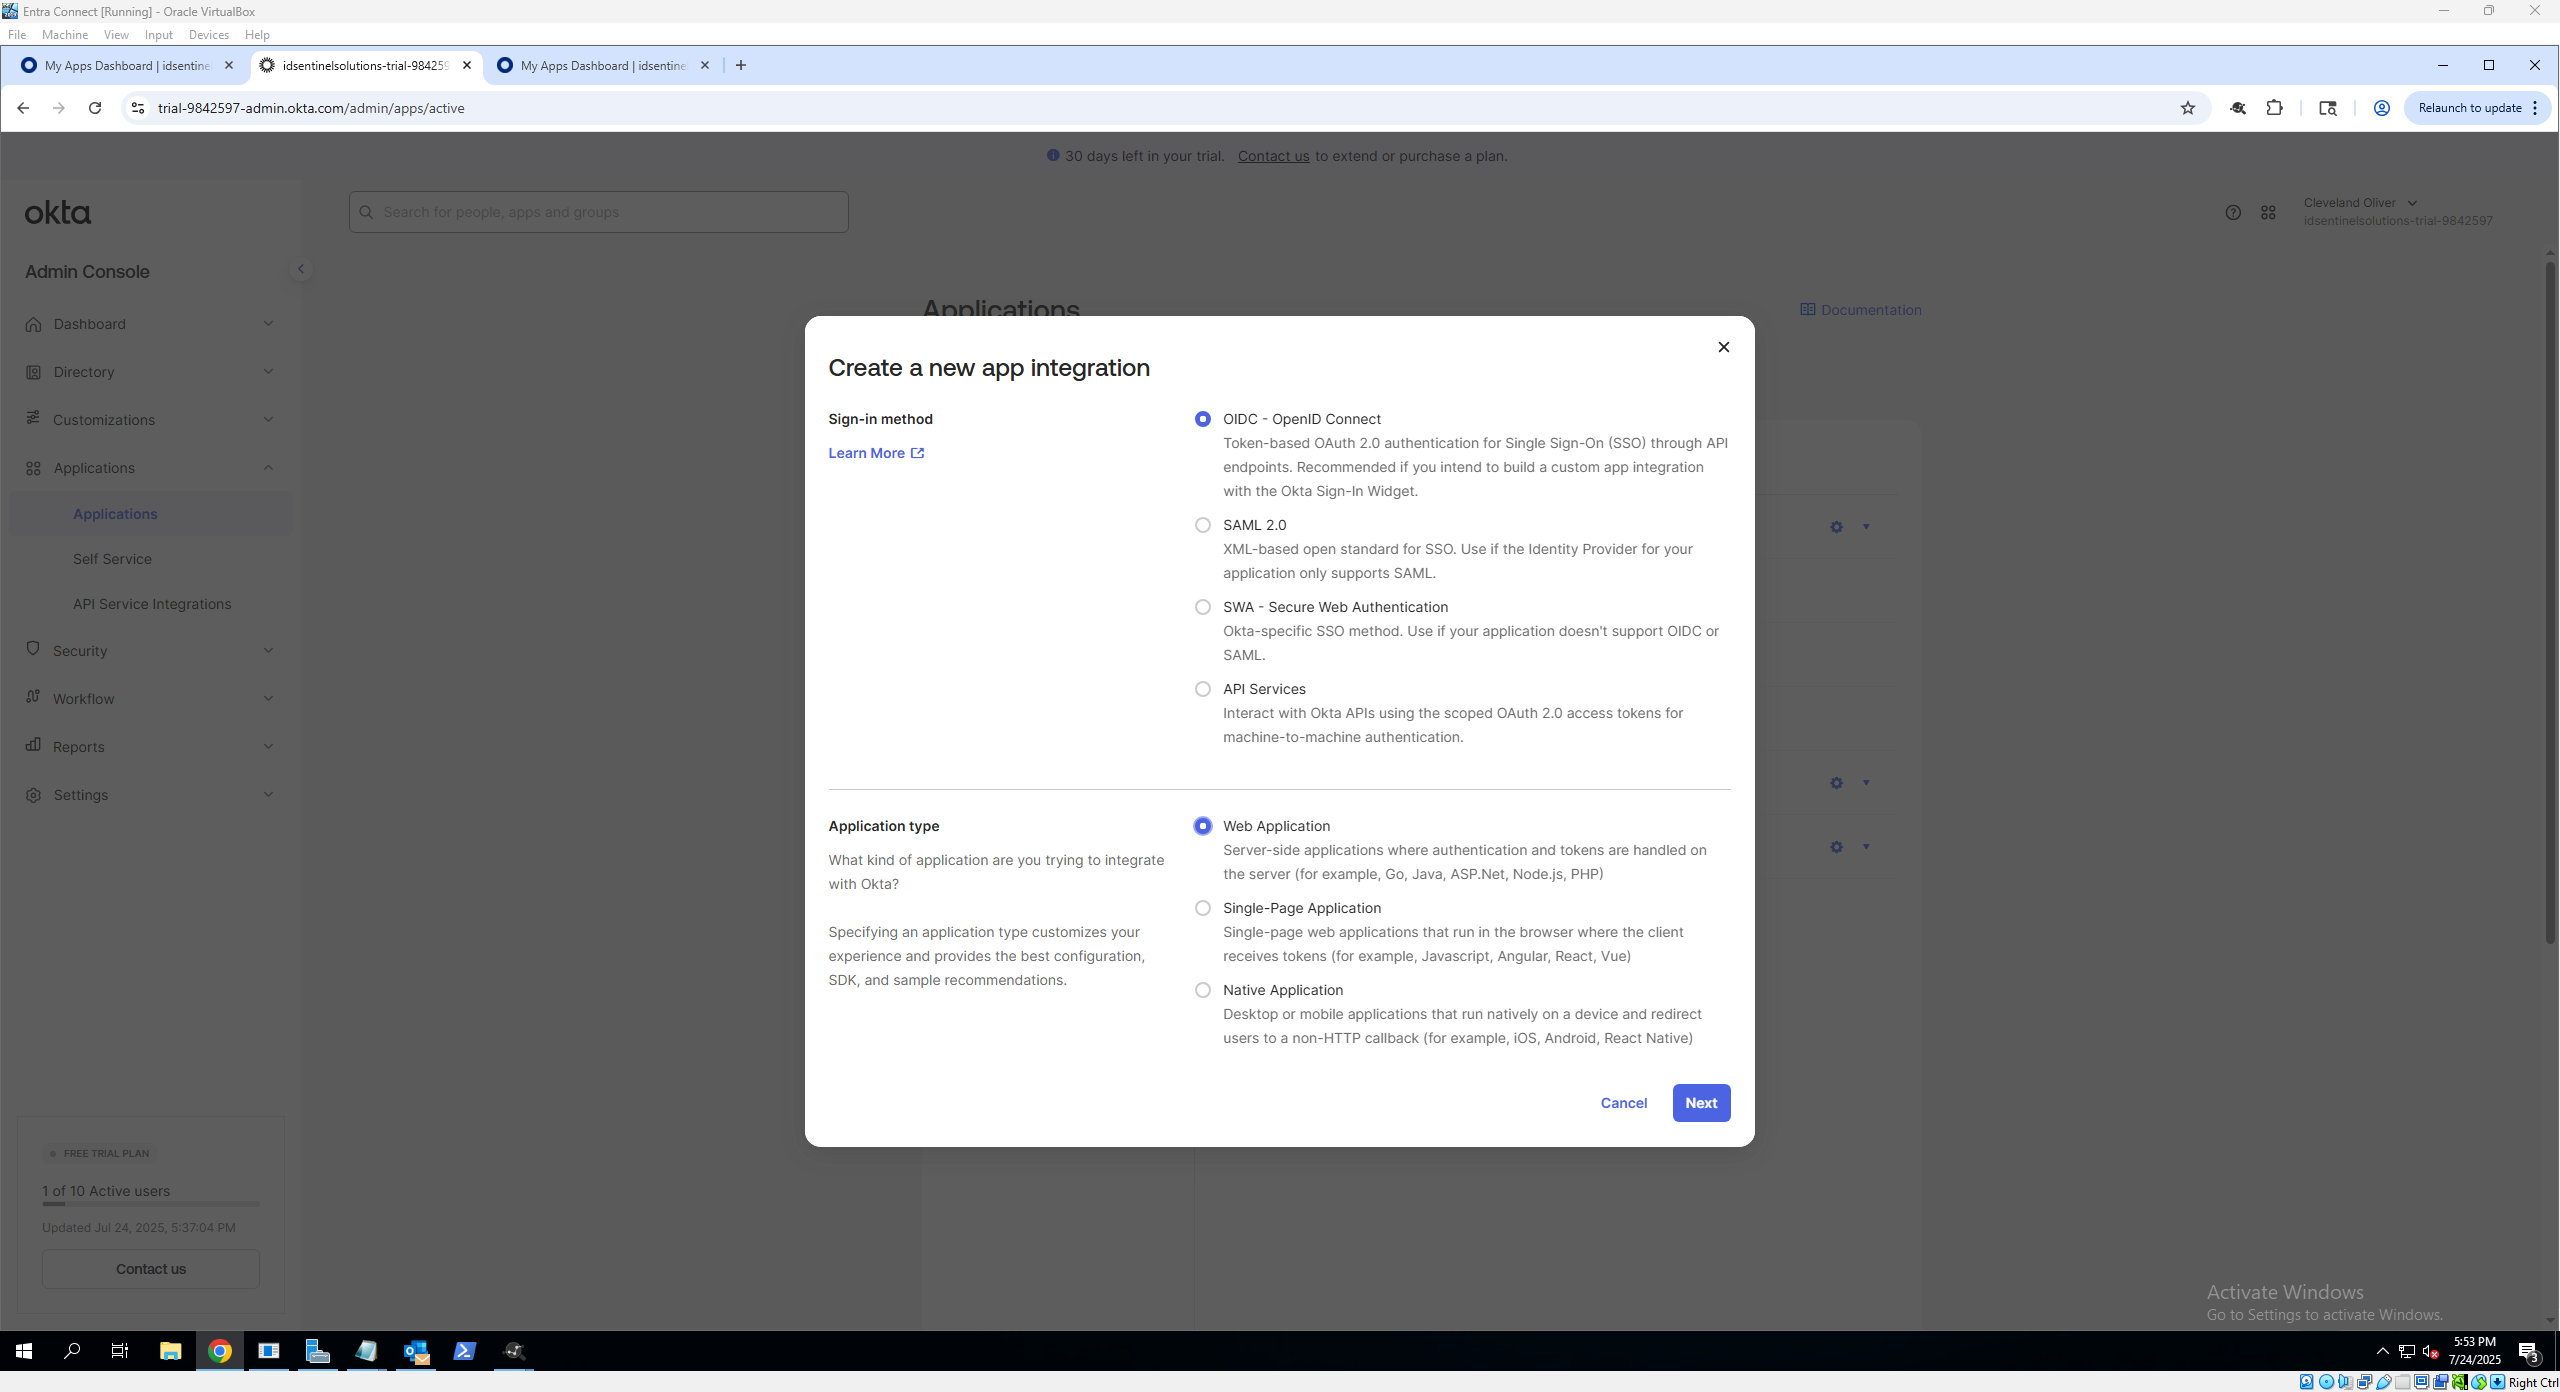 Entra Connect [Running] - Oracle VirtualBox
File Machine View Input Devices Help
My Apps Dashboard | idsentine
idsentinelsolutions-trial-984259
My Apps Dashboard | idsentine
trial-9842597-admin.okta.com/admin/apps/active
Relaunch to update
30 days left in your trial. Contact us to extend or purchase a plan.
okta
Search for people, apps and groups
Cleveland Oliver
idsentinelsolutions-trial-9842597
Admin Console
Dashboard
Directory
Customizations
Applications
Applications
Self Service
API Service Integrations
Security
Workflow
Reports
Settings
FREE TRIAL PLAN
1 of 10 Active users
Updated Jul 24, 2025, 5:37:04 PM
Contact us
Applications
Documentation
Create a new app integration
Sign-in method
Learn More
OIDC - OpenID Connect
Token-based OAuth 2.0 authentication for Single Sign-On (SSO) through API
endpoints. Recommended if you intend to build a custom app integration
with the Okta Sign-In Widget.
SAML 2.0
XML-based open standard for SSO. Use if the Identity Provider for your
application only supports SAML.
SWA - Secure Web Authentication
Okta-specific SSO method. Use if your application doesn't support OIDC or
SAML.
API Services
Interact with Okta APIs using the scoped OAuth 2.0 access tokens for
machine-to-machine authentication.
Application type
What kind of application are you trying to integrate
with Okta?
Specifying an application type customizes your
experience and provides the best configuration,
SDK, and sample recommendations.
Web Application
Server-side applications where authentication and tokens are handled on
the server (for example, Go, Java, ASP.Net, Node.js, PHP)
Single-Page Application
Single-page web applications that run in the browser where the client
receives tokens (for example, Javascript, Angular, React, Vue)
Native Application
Desktop or mobile applications that run natively on a device and redirect
users to a non-HTTP callback (for example, iOS, Android, React Native)
Cancel
Next
Activate Windows
Go to Settings to activate Windows.
5:53 PM
7/24/2025
3
Right Ctrl